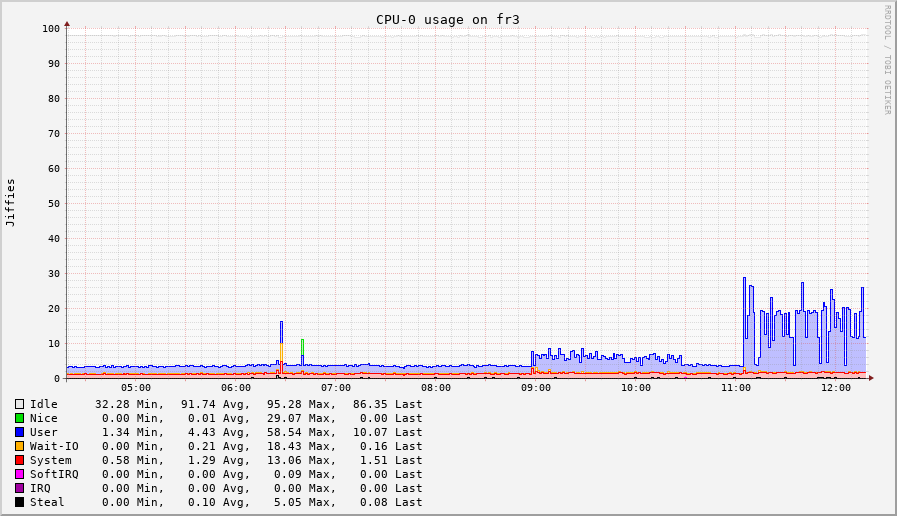 CPU-0 usage on fr3
RRDTOOL / TOBI OETIKER
Jiffies
100
90
80
70
60
50
40
30
20
10
0
05:00 06:00 07:00 08:00 09:00 10:00 11:00 12:00
Idle 32.28 Min, 91.74 Avg, 95.28 Max, 86.35 Last
Nice 0.00 Min, 0.01 Avg, 29.07 Max, 0.00 Last
User 1.34 Min, 4.43 Avg, 58.54 Max, 10.07 Last
Wait-IO 0.00 Min, 0.21 Avg, 18.43 Max, 0.16 Last
System 0.58 Min, 1.29 Avg, 13.06 Max, 1.51 Last
SoftIRQ 0.00 Min, 0.00 Avg, 0.09 Max, 0.00 Last
IRQ 0.00 Min, 0.00 Avg, 0.00 Max, 0.00 Last
Steal 0.00 Min, 0.10 Avg, 5.05 Max, 0.08 Last